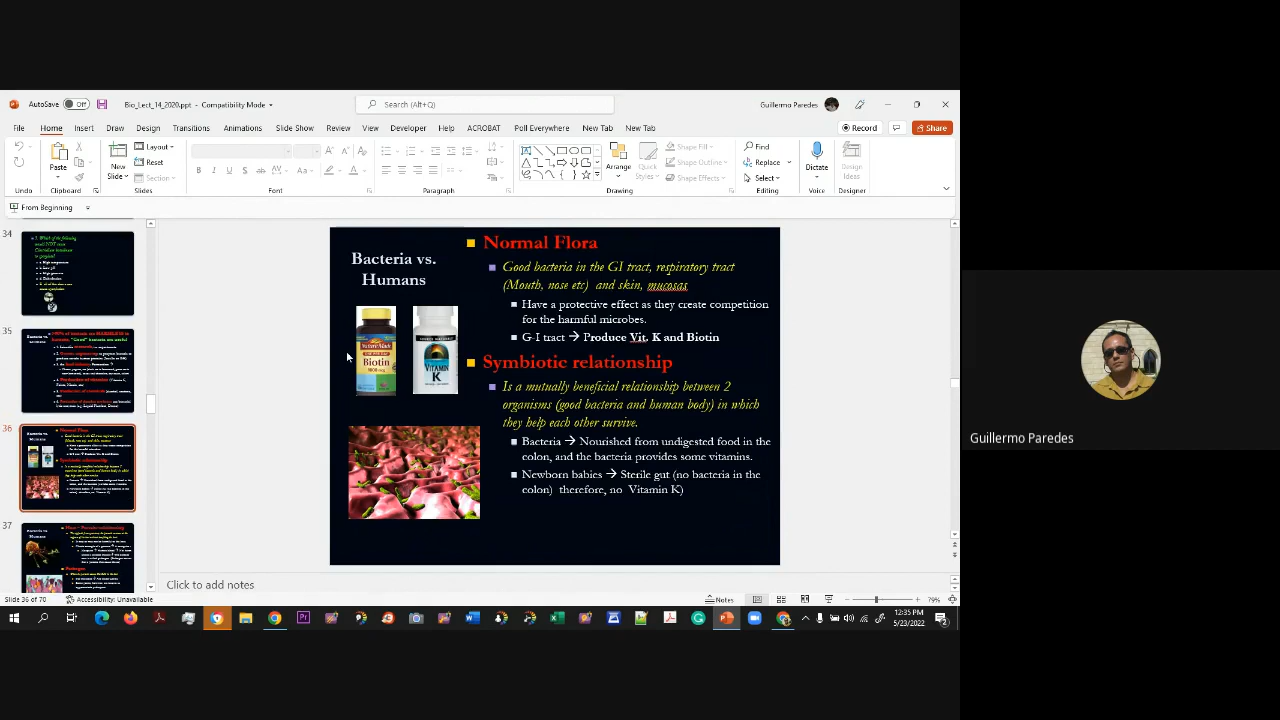 AutoSave Off Bio_Lect_14_2020.ppt - Compatibility Mode Search (Alt+Q) Guillermo Paredes
File Home Insert Draw Design Transitions Animations Slide Show Review View Developer Help ACROBAT Poll Everywhere New Tab New Tab Record Share
Paste New Slide Layout Reset Section Arrange Quick Styles Shape Fill Shape Outline Shape Effects Find Replace Select Dictate Design Ideas
Undo Clipboard Slides Font Paragraph Drawing Editing Voice Designer
From Beginning
34
35
36
37
Bacteria vs.
Humans
Nature Made
Biotin
VITAMIN
K
Normal Flora
Good bacteria in the GI tract, respiratory tract
(Mouth, nose etc) and skin, mucosas
Have a protective effect as they create competition
for the harmful microbes.
G-I tract → Produce Vit, K and Biotin
Symbiotic relationship
Is a mutually beneficial relationship between 2
organisms (good bacteria and human body) in which
they help each other survive.
Bacteria → Nourished from undigested food in the
colon, and the bacteria provides some vitamins.
Newborn babies → Sterile gut (no bacteria in the
colon) therefore, no Vitamin K)
Click to add notes
Slide 36 of 70 Accessibility: Unavailable Notes 79%
12:35 PM
5/23/2022
Guillermo Paredes